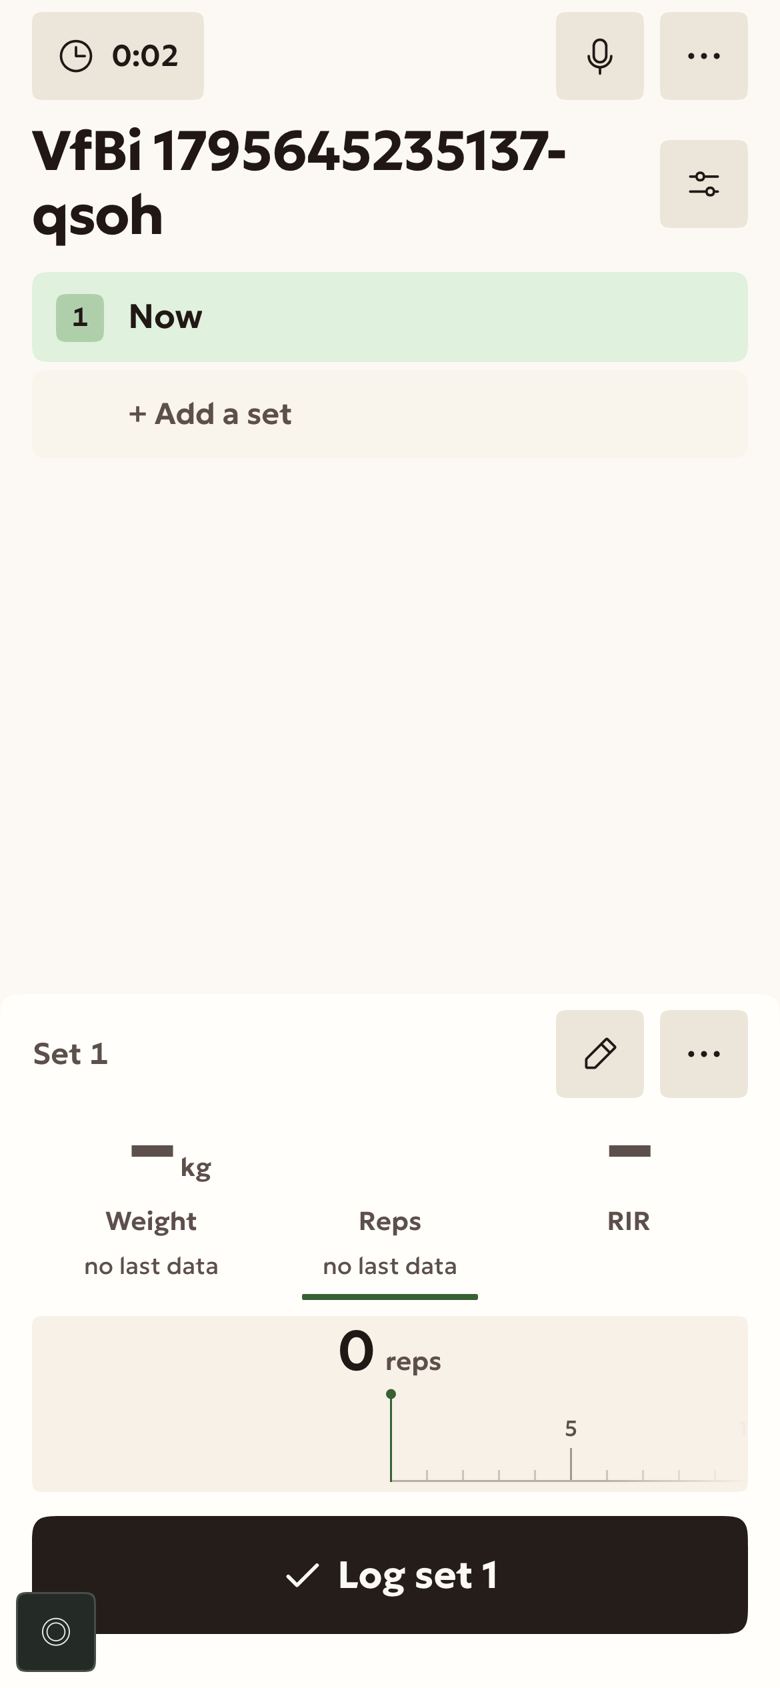 0:02
VfBi 1795645235137-
qsoh
1 Now
+ Add a set
Set 1
kg
Weight Reps RIR
no last data no last data
0 reps
5
Log set 1